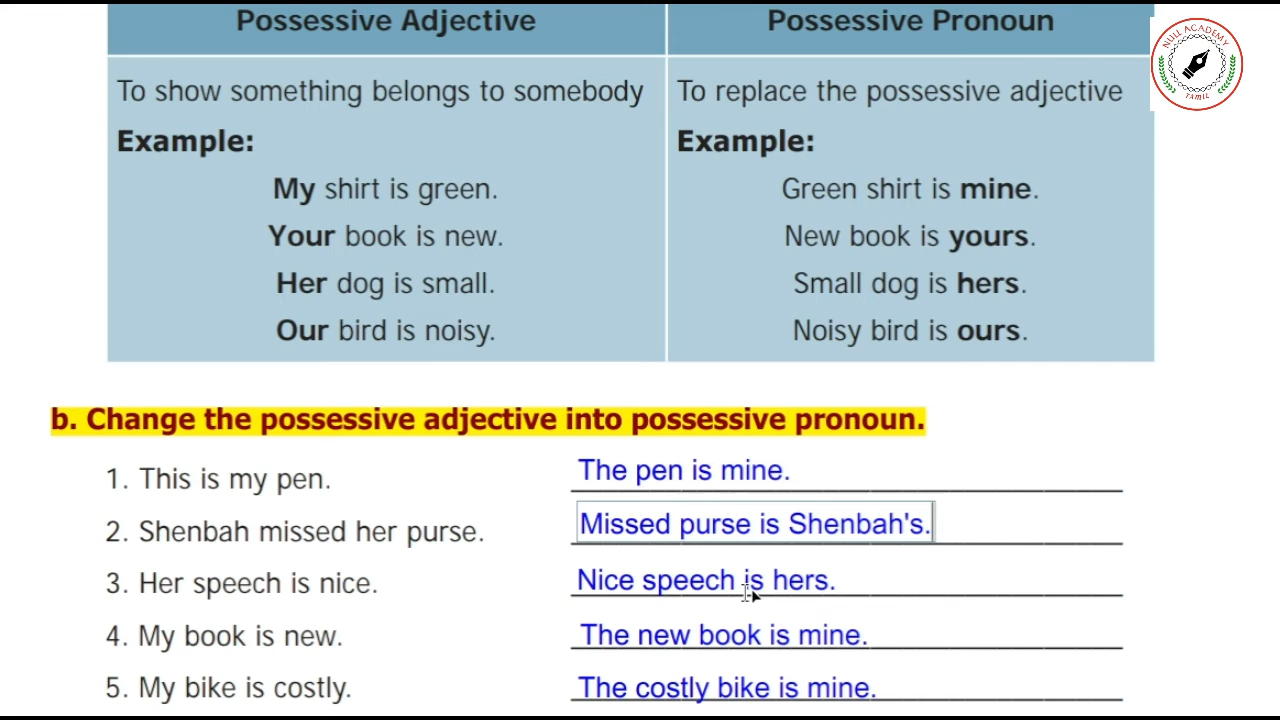 Possessive Adjective
Possessive Pronoun
NULL ACADEMY
TAMIL
To show something belongs to somebody
To replace the possessive adjective
Example:
Example:
My shirt is green.
Green shirt is mine.
Your book is new.
New book is yours.
Her dog is small.
Small dog is hers.
Our bird is noisy.
Noisy bird is ours.
b. Change the possessive adjective into possessive pronoun.
1. This is my pen.
The pen is mine.
2. Shenbah missed her purse.
Missed purse is Shenbah's.
3. Her speech is nice.
Nice speech is hers.
4. My book is new.
The new book is mine.
5. My bike is costly.
The costly bike is mine.